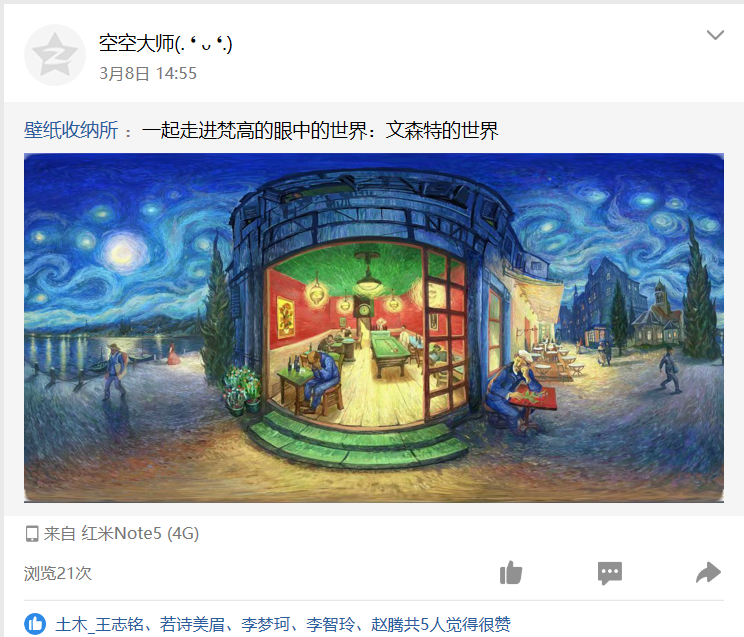 空空大师(.❛ ᴗ ❛.)
3月8日 14:55
壁纸收纳所 ：一起走进梵高的眼中的世界：文森特的世界
来自 红米Note5 (4G)
浏览21次
土木_王志铭、若诗美眉、李梦珂、李智玲、赵腾共5人觉得很赞